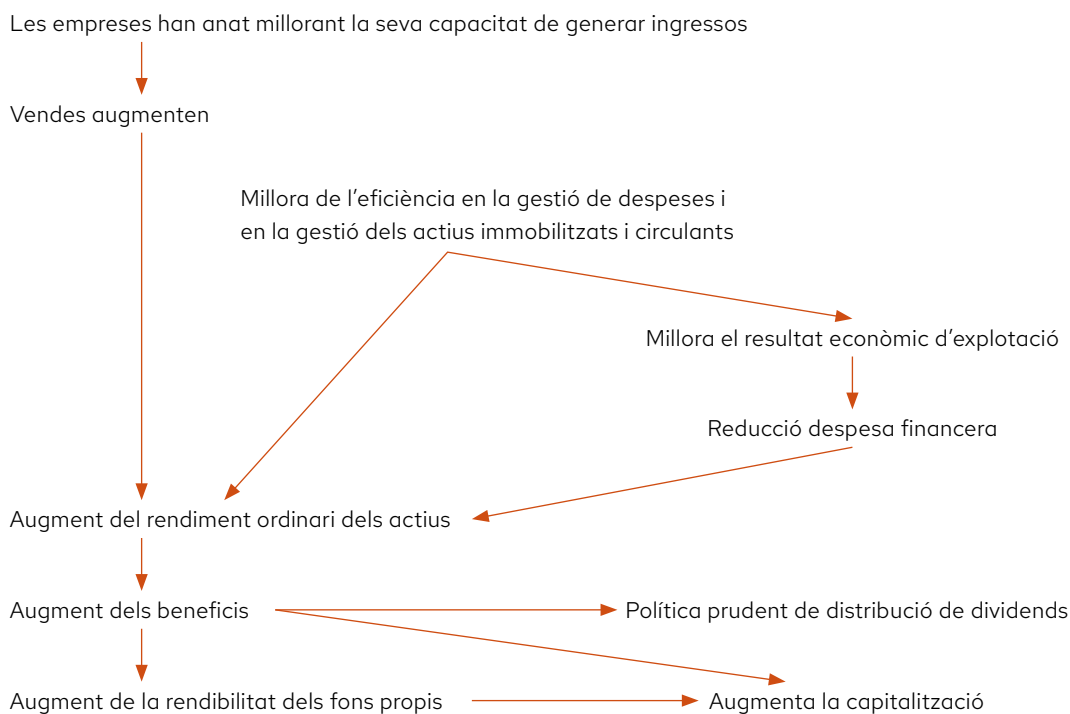 Les empreses han anat millorant la seva capacitat de generar ingressos
Vendes augmenten
Millora de l’eficiència en la gestió de despeses i
en la gestió dels actius immobilitzats i circulants
Millora el resultat econòmic d’explotació
Reducció despesa financera
Augment del rendiment ordinari dels actius
Augment dels beneficis
Política prudent de distribució de dividends
Augment de la rendibilitat dels fons propis
Augmenta la capitalització